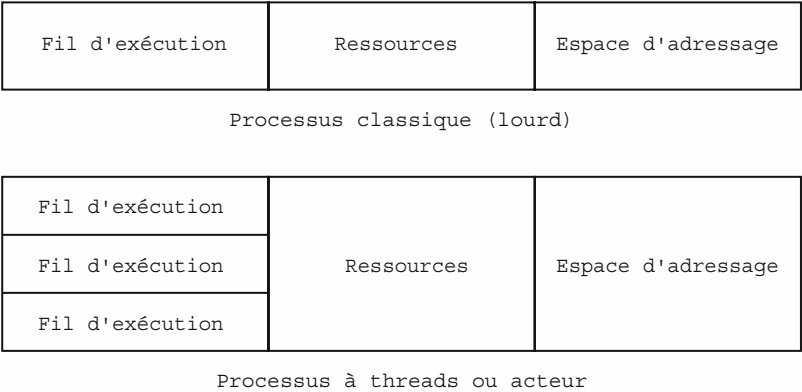 Fil d'exécution
Ressources
Espace d'adressage
Processus classique (lourd)
Fil d'exécution
Fil d'exécution
Ressources
Espace d'adressage
Fil d'exécution
Processus à threads ou acteur